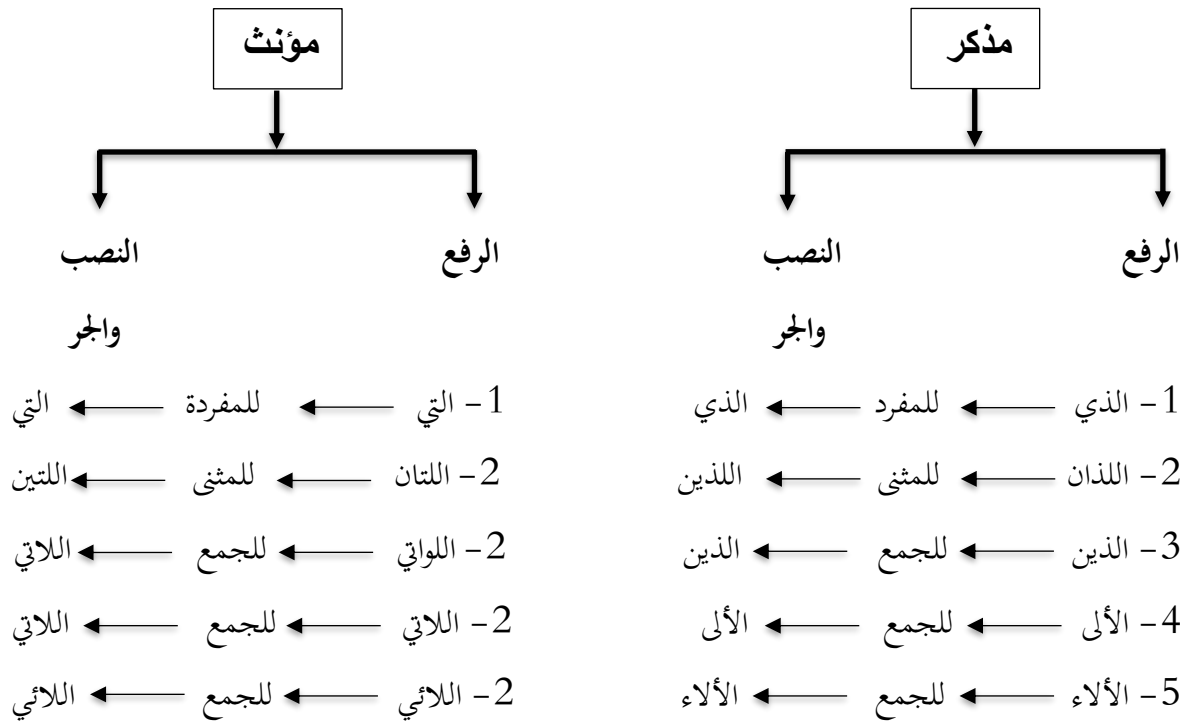 مذكر
مؤنث
الرفع النصب الرفع النصب
والجر والجر
1- الذي للمفرد الذي 1- التي للمفردة التي
2- اللذان للمثنى اللذين 2- اللتان للمثنى اللتين
3- الذين للجمع الذين 2- اللواتي للجمع اللاتي
4- الألى للجمع الألى 2- اللاتي للجمع اللاتي
5- الألاء للجمع الألاء 2- اللائي للجمع اللائي